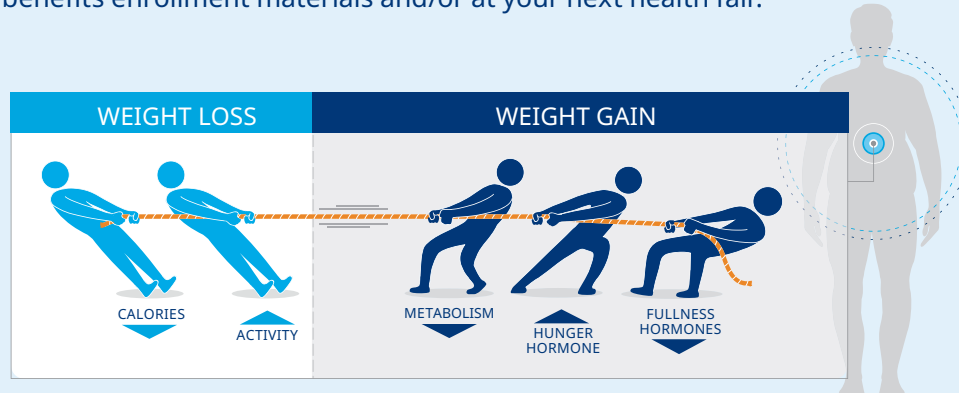 benefits enrollment materials and/or at your next health fair.
WEIGHT LOSS
WEIGHT GAIN
CALORIES
ACTIVITY
METABOLISM
HUNGER
HORMONE
FULLNESS
HORMONES